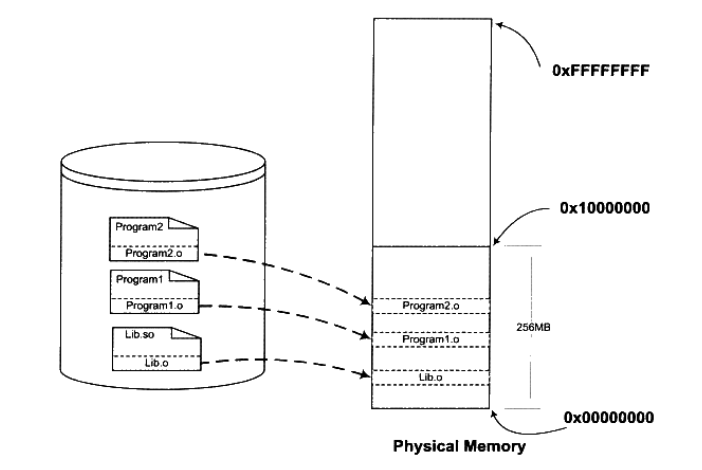 0xFFFFFFFF
0x10000000
Program2
Program2.o
Program1
Program1.o
Lib.so
Lib.o
Program2.o
Program1.o
Lib.o
256MB
0x00000000
Physical Memory